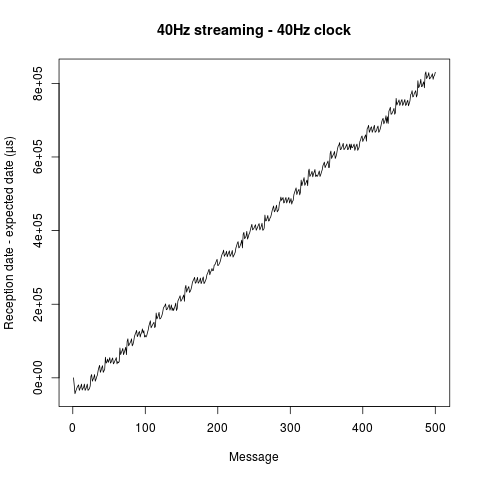 40Hz streaming - 40Hz clock
Reception date - expected date (µs)
8e+05
6e+05
4e+05
2e+05
0e+00
0 100 200 300 400 500
Message